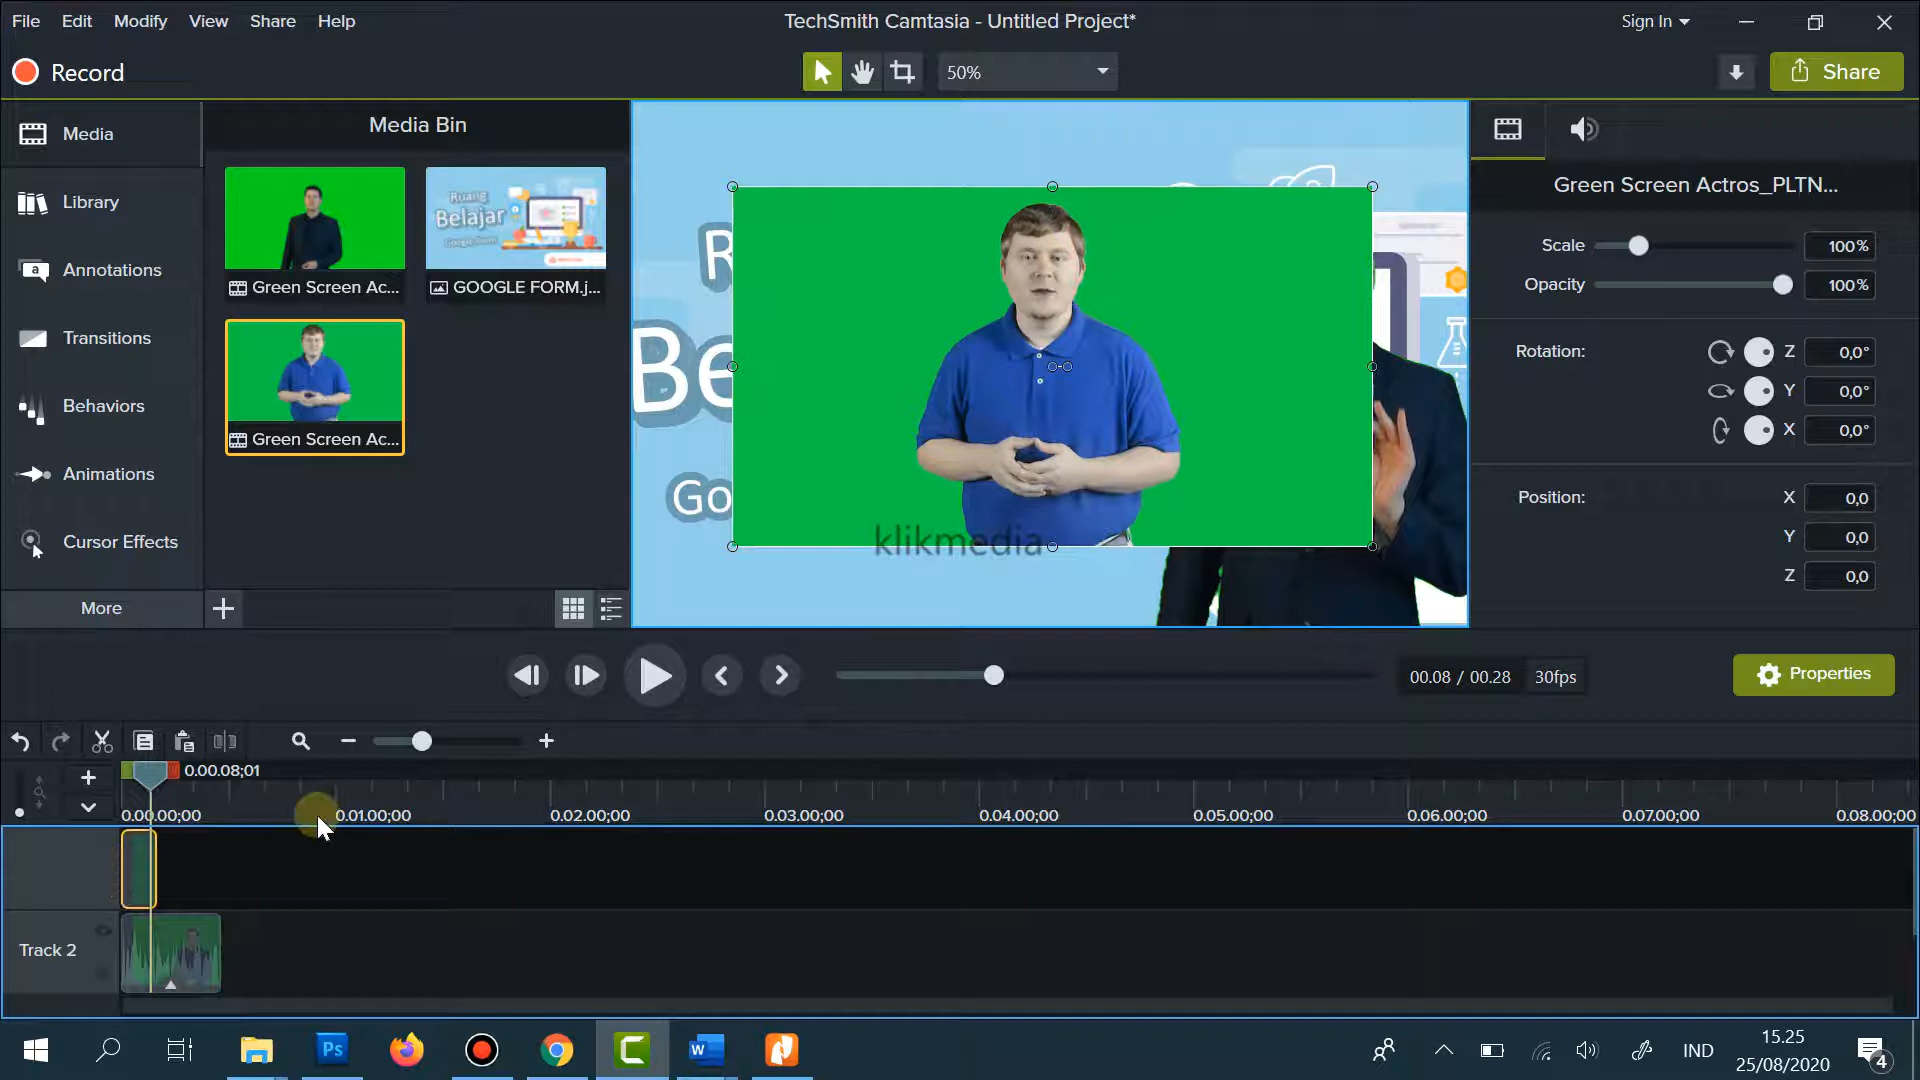 File Edit Modify View Share Help
TechSmith Camtasia - Untitled Project*
Sign In
Record
50%
Share
Media
Library
Annotations
a
Transitions
Behaviors
Animations
Cursor Effects
More
Media Bin
Ruang
Belajar
Green Screen Ac...
GOOGLE FORM.j...
Green Screen Ac...
R
Be
Go
klikmedia
Green Screen Actros_PLTN...
Scale 100%
Opacity 100%
Rotation: Z 0,0°
Y 0,0°
X 0,0°
Position: X 0,0
Y 0,0
Z 0,0
00.08 / 00.28 30fps
Properties
0.00.08;01
0.00.00;00 0.01.00;00 0.02.00;00 0.03.00;00 0.04.00;00 0.05.00;00 0.06.00;00 0.07.00;00 0.08.00;00
Track 2
Ps
C
W
IND
15.25
25/08/2020
4